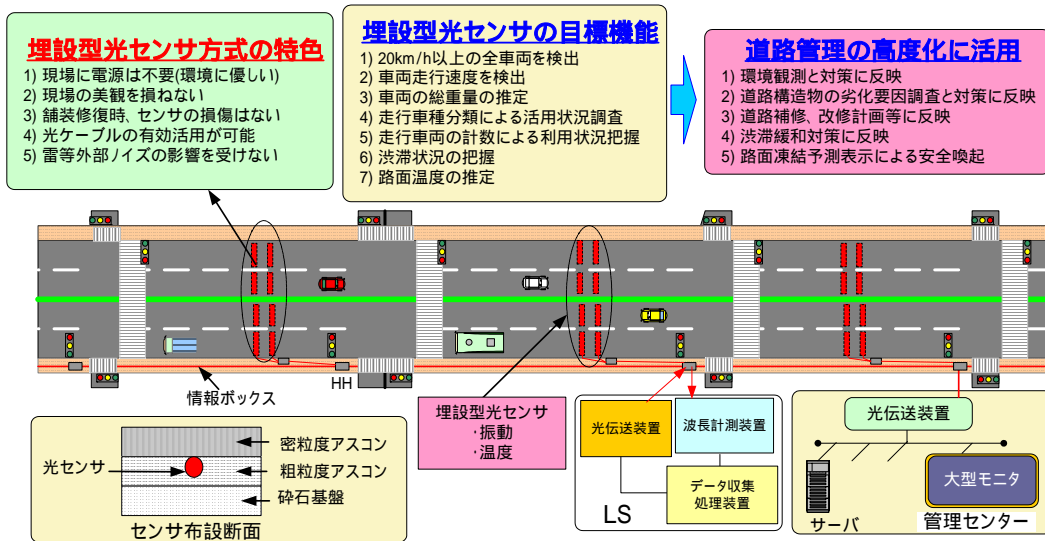 埋設型光センサ方式の特色
1) 現場に電源は不要(環境に優しい)
2) 現場の美観を損ねない
3) 舗装修復時、センサの損傷はない
4) 光ケーブルの有効活用が可能
5) 雷等外部ノイズの影響を受けない
埋設型光センサの目標機能
1) 20km/h以上の全車両を検出
2) 車両走行速度を検出
3) 車両の総重量の推定
4) 走行車種分類による活用状況調査
5) 走行車両の計数による利用状況把握
6) 渋滞状況の把握
7) 路面温度の推定
道路管理の高度化に活用
1) 環境観測と対策に反映
2) 道路構造物の劣化要因調査と対策に反映
3) 道路補修、改修計画等に反映
4) 渋滞緩和対策に反映
5) 路面凍結予測表示による安全喚起
情報ボックス
HH
密粒度アスコン
光センサ
粗粒度アスコン
砕石基盤
センサ布設断面
埋設型光センサ
・振動
・温度
光伝送装置
波長計測装置
データ収集
処理装置
LS
光伝送装置
大型モニタ
サーバ
管理センター